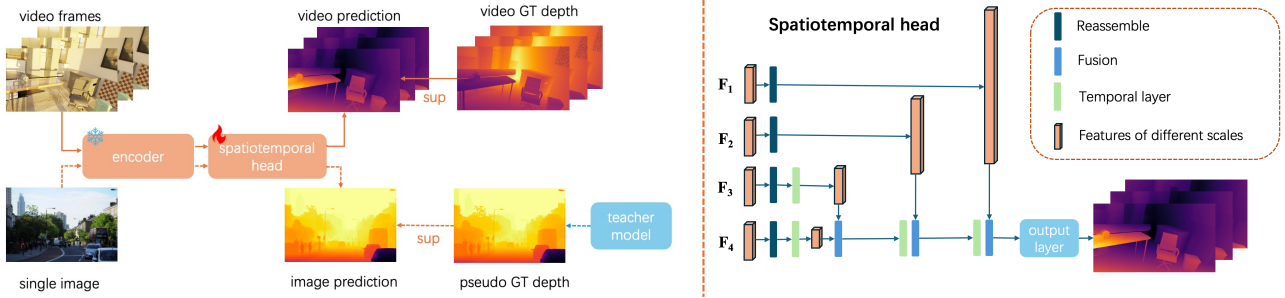 video frames
video prediction
video GT depth
sup
encoder
spatiotemporal
head
teacher
model
sup
single image
image prediction
pseudo GT depth
Spatiotemporal head
F1
F2
F3
F4
output
layer
Reassemble
Fusion
Temporal layer
Features of different scales